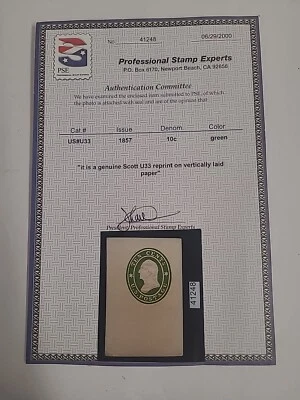 41248
06/29/2000
PSE
Professional Stamp Experts
P.O. Box 6170, Newport Beach, CA 92658
Authentication Committee
We have examined the enclosed item submitted to PSE, of which
the photo is attached with seal and are of the opinion that:
Cat # Issue Denom. Color
US#U33 1857 10c green
"it is a genuine Scott U33 reprint on vertically laid
paper"
President Professional Stamp Experts
TEN CENTS
U.S. POSTAGE
41248